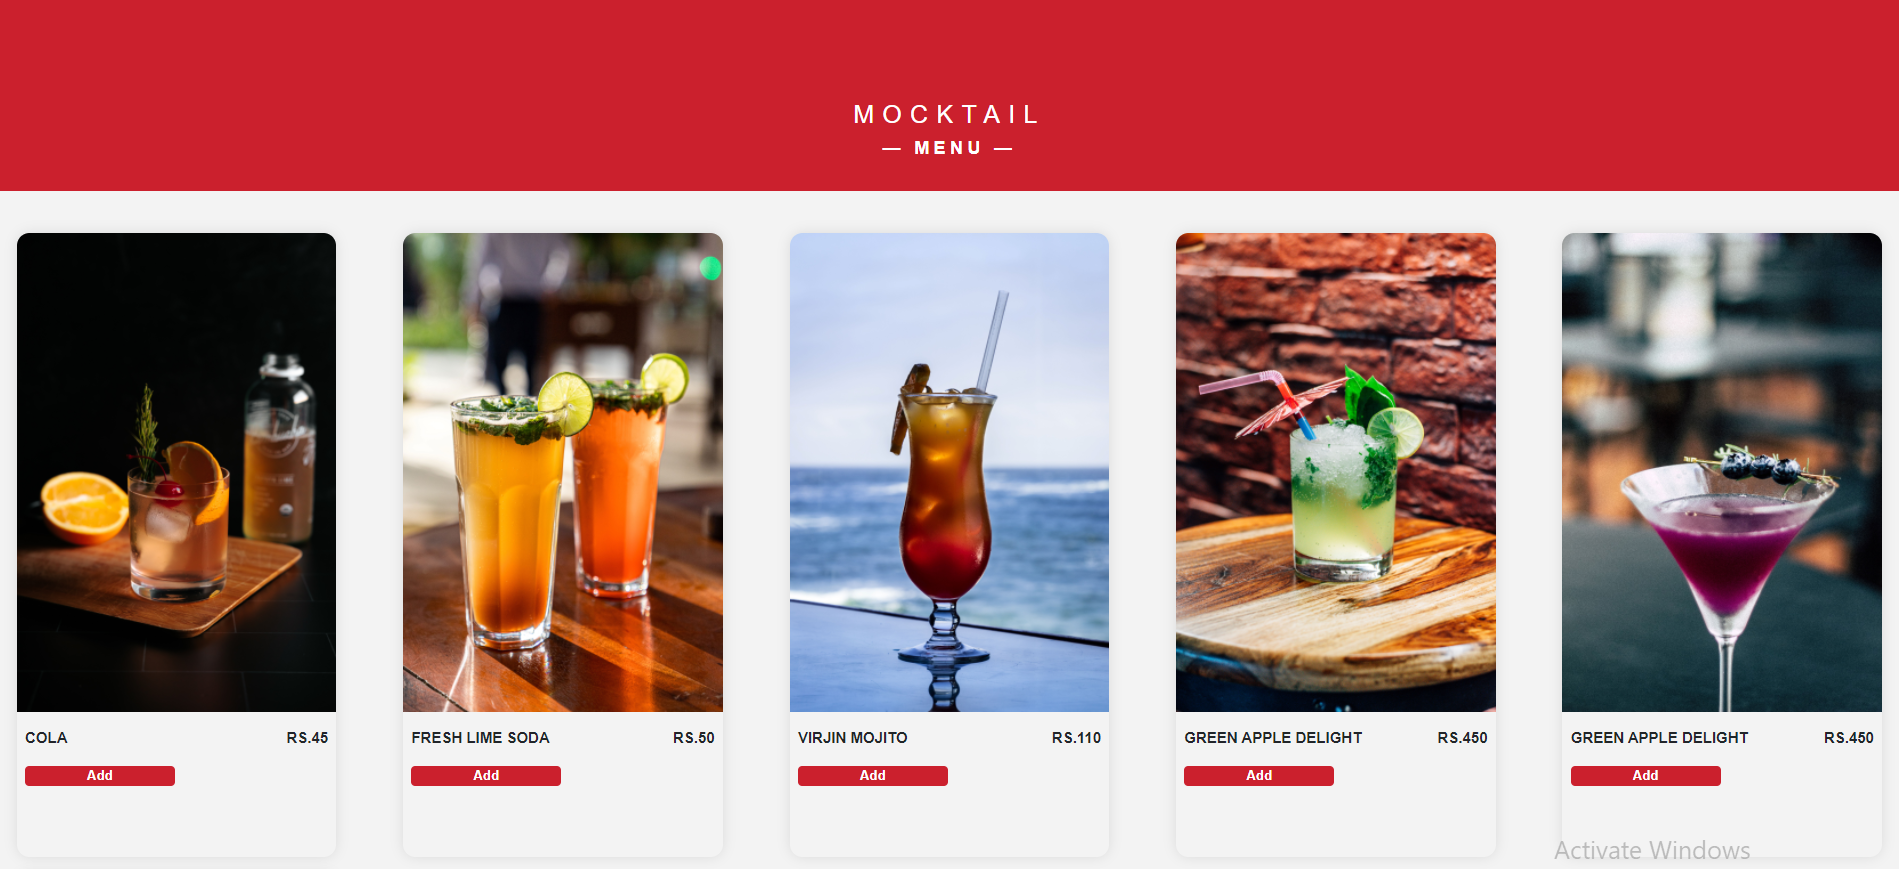 MOCKTAIL
— MENU —
COLA RS.45
Add
FRESH LIME SODA RS.50
Add
VIRJIN MOJITO RS.110
Add
GREEN APPLE DELIGHT RS.450
Add
GREEN APPLE DELIGHT RS.450
Add
Activate Windows